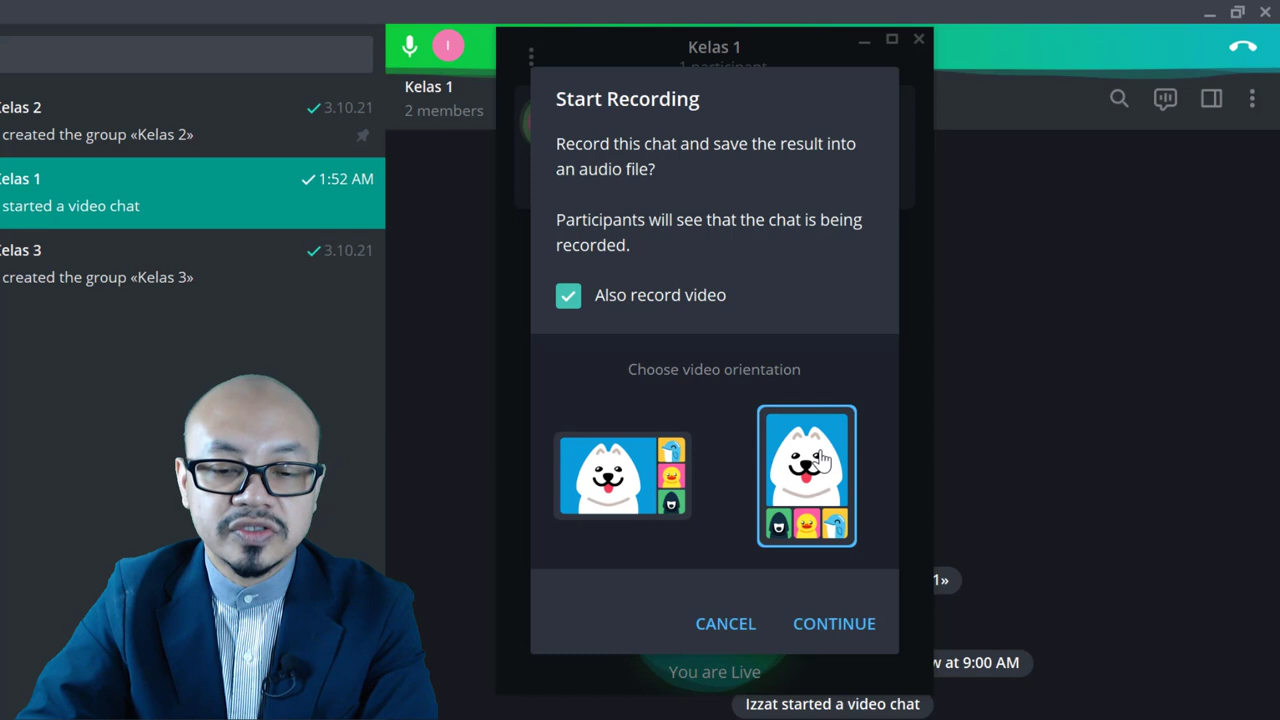 elas 2
3.10.21
created the group «Kelas 2»
elas 1
1:52 AM
started a video chat
elas 3
3.10.21
created the group «Kelas 3»
I
Kelas 1
2 members
Kelas 1
1 participant
Start Recording
Record this chat and save the result into
an audio file?
Participants will see that the chat is being
recorded.
Also record video
Choose video orientation
CANCEL
CONTINUE
You are Live
1»
w at 9:00 AM
Izzat started a video chat